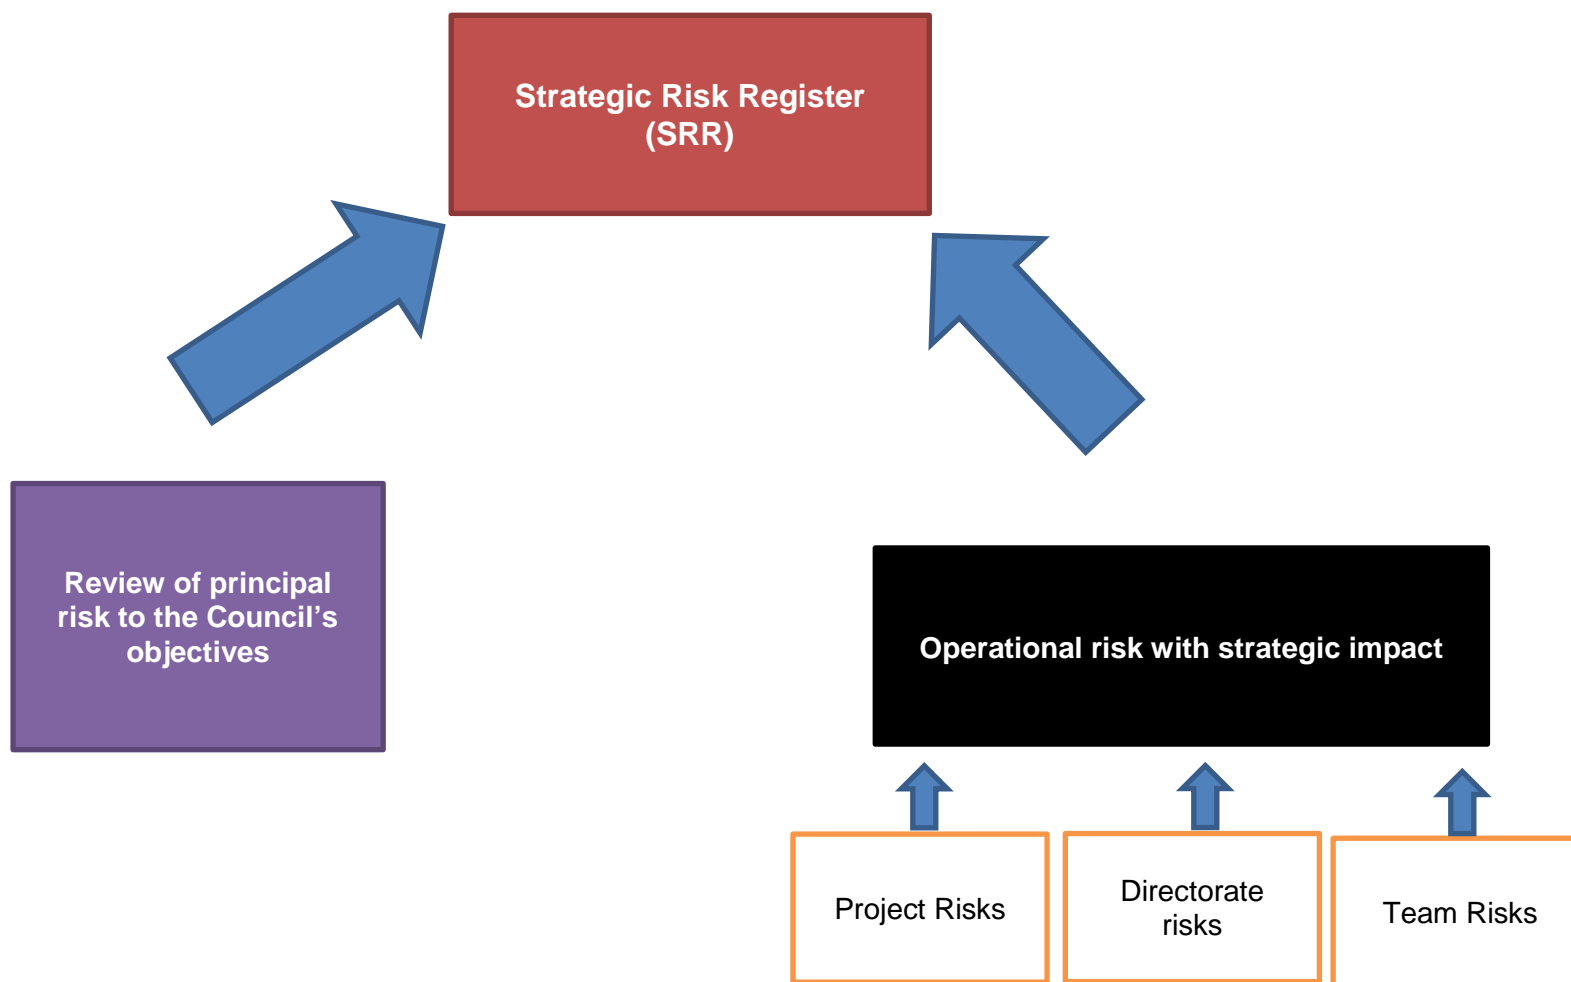 Strategic Risk Register
(SRR)
Review of principal
risk to the Council’s
objectives
Operational risk with strategic impact
Project Risks
Directorate
risks
Team Risks